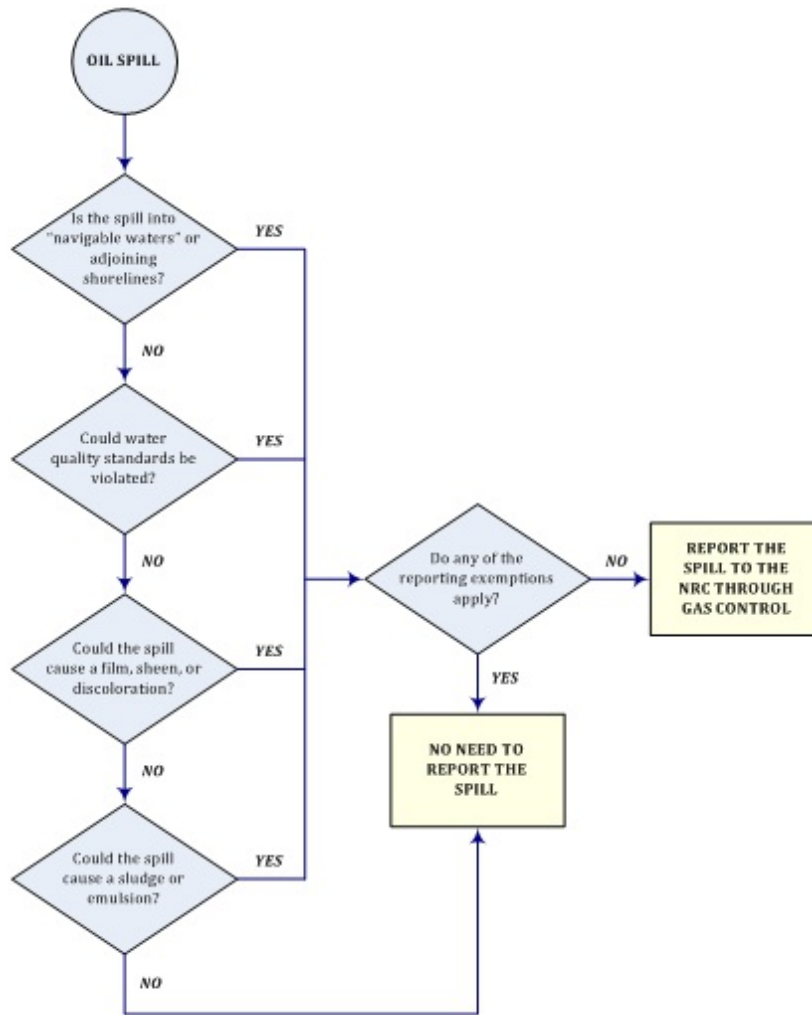 OIL SPILL
Is the spill into
"navigable waters" or
adjoining
shorelines?
YES
NO
Could water
quality standards be
violated?
YES
NO
Could the spill
cause a film, sheen, or
discoloration?
YES
NO
Could the spill
cause a sludge or
emulsion?
YES
NO
Do any of the
reporting exemptions
apply?
NO
YES
REPORT THE
SPILL TO THE
NRC THROUGH
GAS CONTROL
NO NEED TO
REPORT THE
SPILL